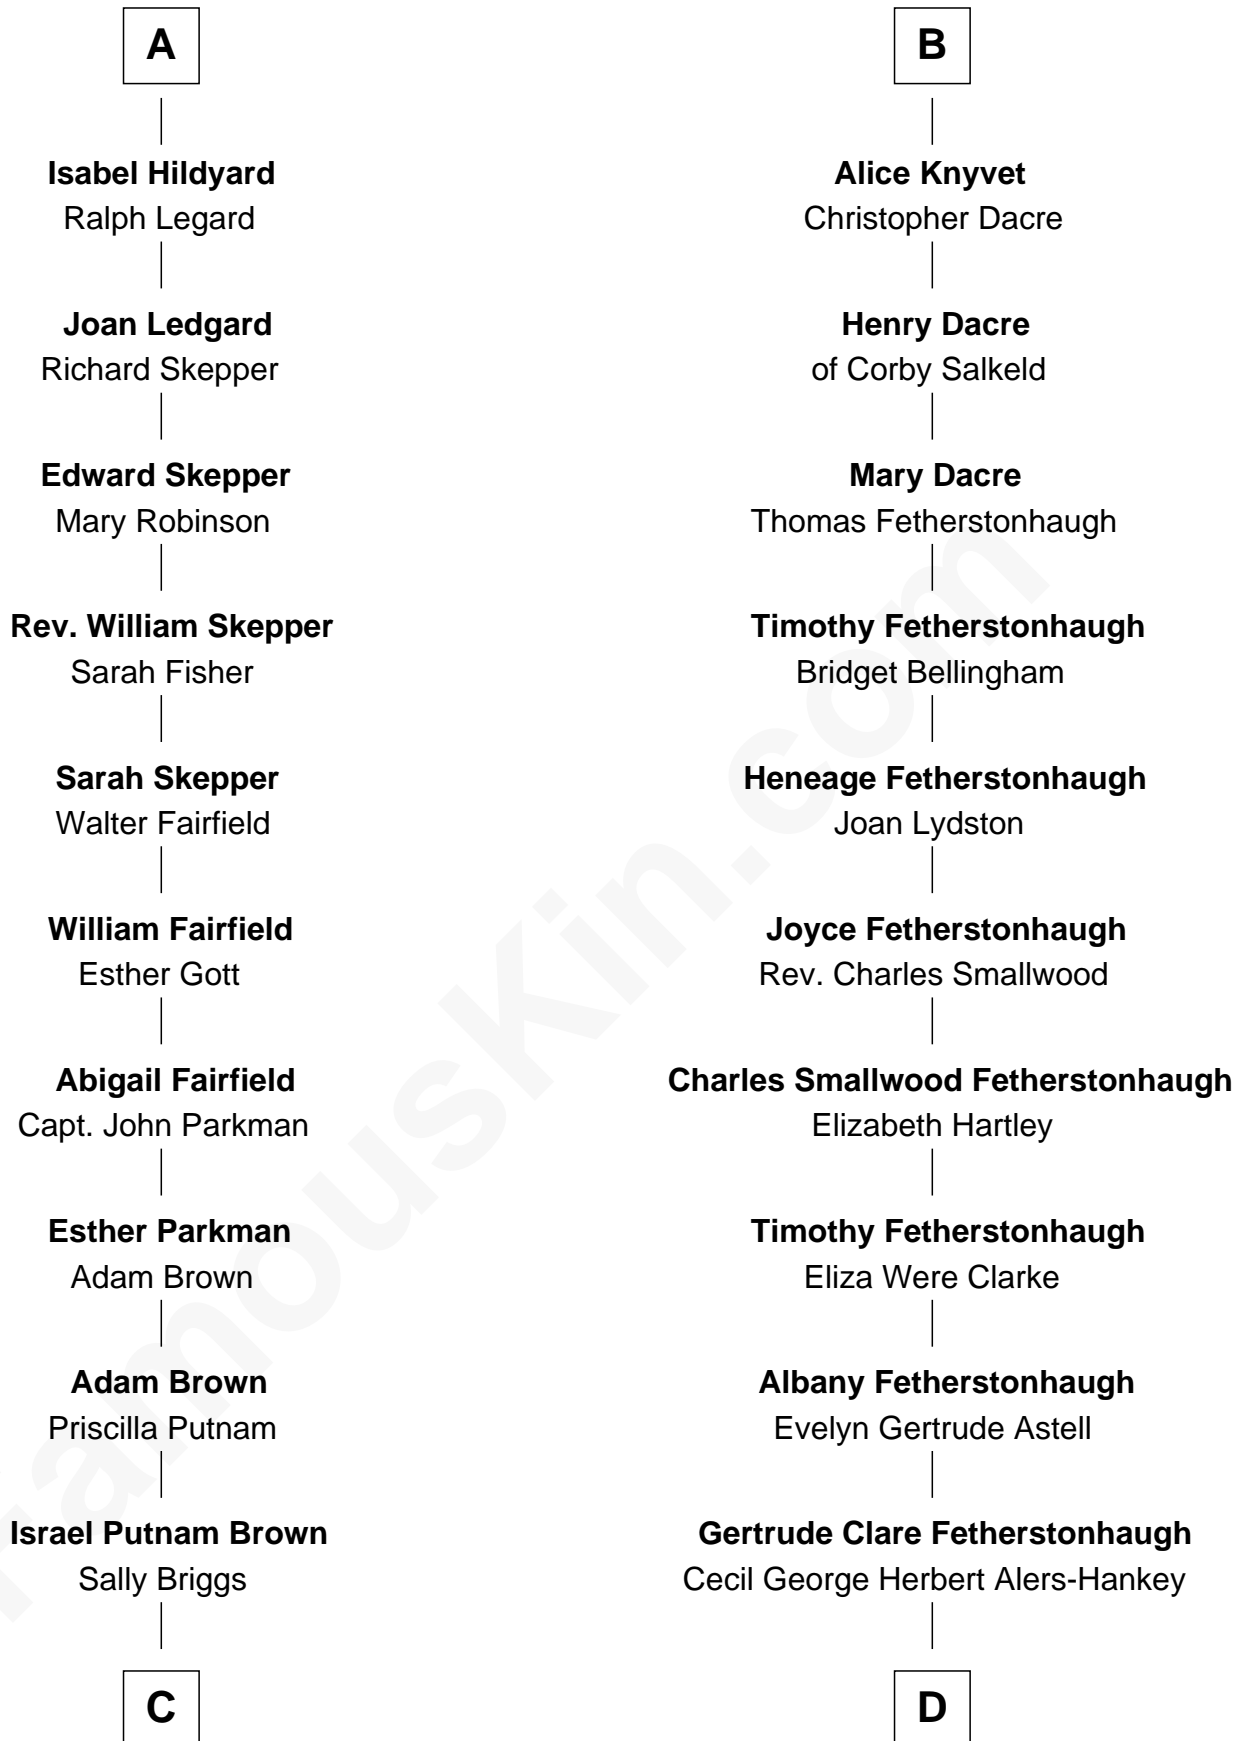 A
Isabel Hildyard
Ralph Legard
Joan Ledgard
Richard Skepper
Edward Skepper
Mary Robinson
Rev. William Skepper
Sarah Fisher
Sarah Skepper
Walter Fairfield
William Fairfield
Esther Gott
Abigail Fairfield
Capt. John Parkman
Esther Parkman
Adam Brown
Adam Brown
Priscilla Putnam
Israel Putnam Brown
Sally Briggs
C
B
Alice Knyvet
Christopher Dacre
Henry Dacre
of Corby Salkeld
Mary Dacre
Thomas Fetherstonhaugh
Timothy Fetherstonhaugh
Bridget Bellingham
Heneage Fetherstonhaugh
Joan Lydston
Joyce Fetherstonhaugh
Rev. Charles Smallwood
Charles Smallwood Fetherstonhaugh
Elizabeth Hartley
Timothy Fetherstonhaugh
Eliza Were Clarke
Albany Fetherstonhaugh
Evelyn Gertrude Astell
Gertrude Clare Fetherstonhaugh
Cecil George Herbert Alers-Hankey
D
FamousKin.com